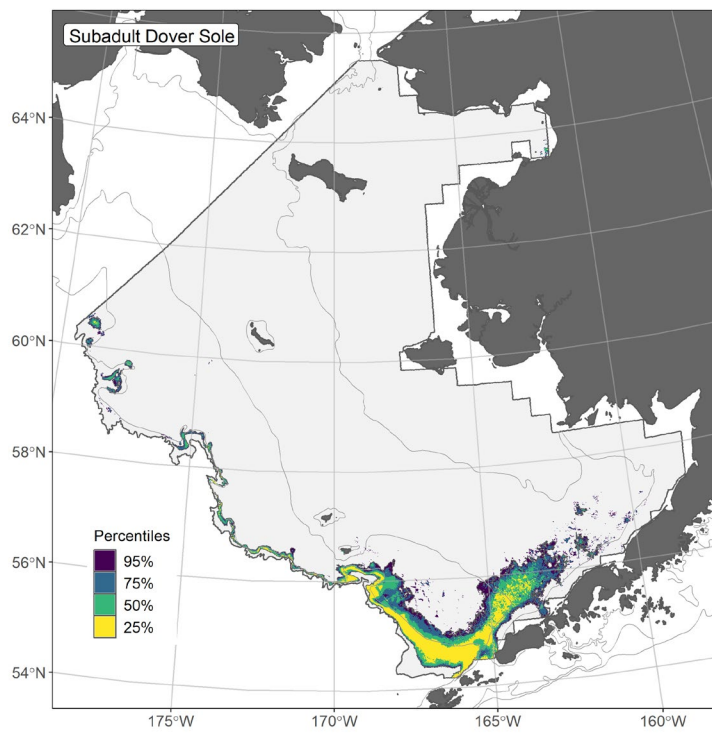 Subadult Dover Sole
64°N
62°N
60°N
58°N
56°N
54°N
Percentiles
95%
75%
50%
25%
175°W
170°W
165°W
160°W